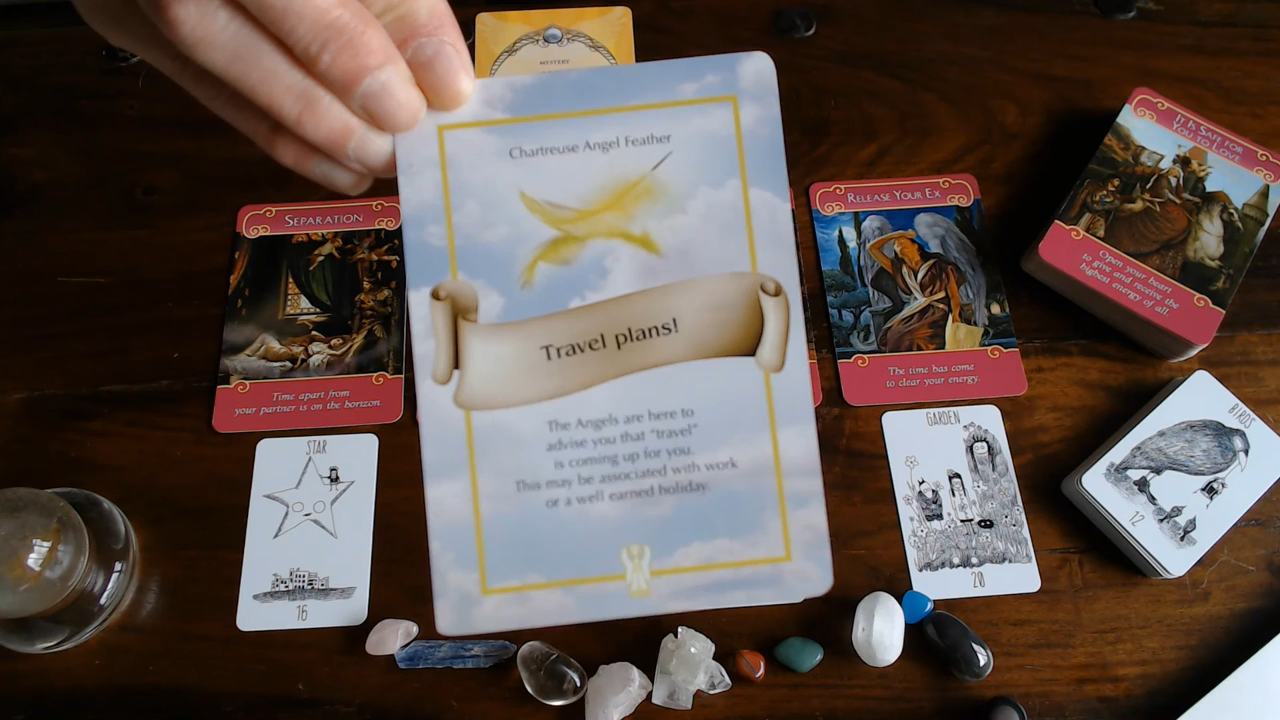 MYSTERY
Chartreuse Angel Feather
Travel plans!
The Angels are here to
advise you that "travel"
is coming up for you.
This may be associated with work
or a well earned holiday.
SEPARATION
Time apart from
your partner is on the horizon.
RELEASE YOUR EX
The time has come
to clear your energy.
IT IS SAFE FOR
YOU TO LOVE
Open your heart
to give and receive the
highest energy of all.
STAR
16
GARDEN
20
BIRDS
12